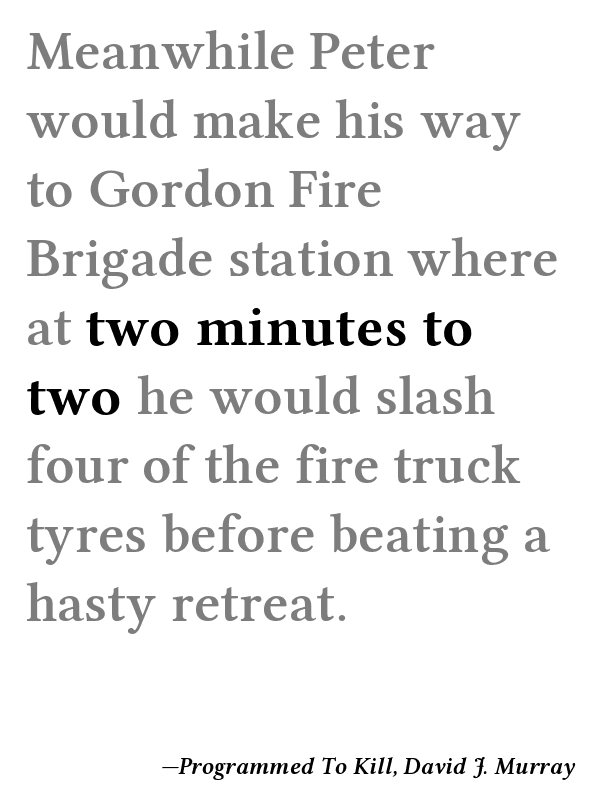 Meanwhile Peter
would make his way
to Gordon Fire
Brigade station where
at two minutes to
two he would slash
four of the fire truck
tyres before beating a
hasty retreat.
—Programmed To Kill, David J. Murray